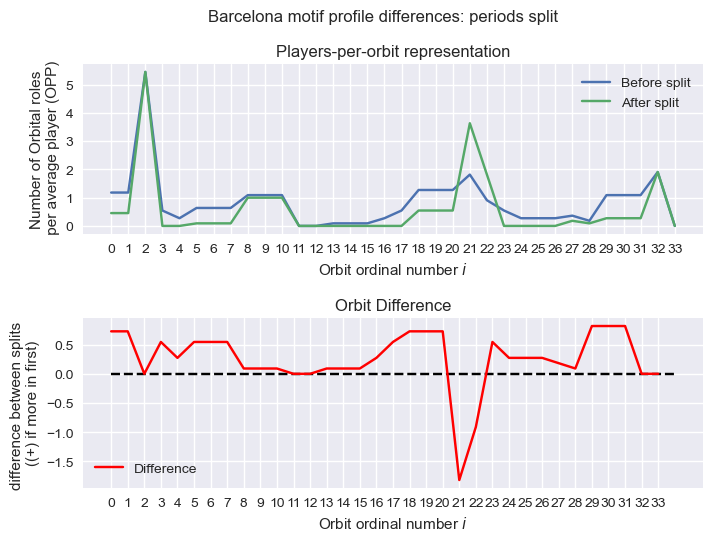 Barcelona motif profile differences: periods split
Players-per-orbit representation
Number of Orbital roles
per average player (OPP)
5
4
3
2
1
0
Before split
After split
0 1 2 3 4 5 6 7 8 9 10 11 12 13 14 15 16 17 18 19 20 21 22 23 24 25 26 27 28 29 30 31 32 33
Orbit ordinal number i
Orbit Difference
difference between splits
((+) if more in first)
0.5
0.0
−0.5
−1.0
−1.5
Difference
0 1 2 3 4 5 6 7 8 9 10 11 12 13 14 15 16 17 18 19 20 21 22 23 24 25 26 27 28 29 30 31 32 33
Orbit ordinal number i